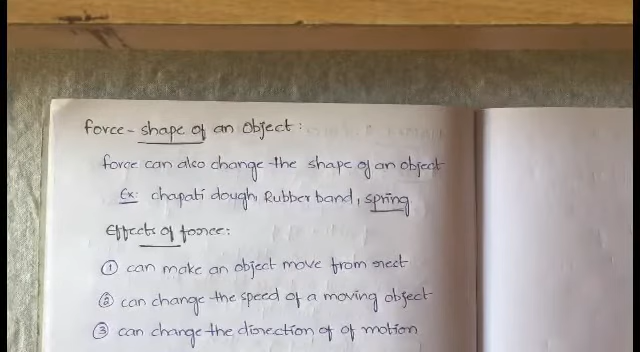 force - shape of an object:
force can also change the shape of an object
Ex: chapati dough, Rubber band, spring
Effects of force:
① can make an object move from rest
② can change the speed of a moving object
③ can change the direction of of motion